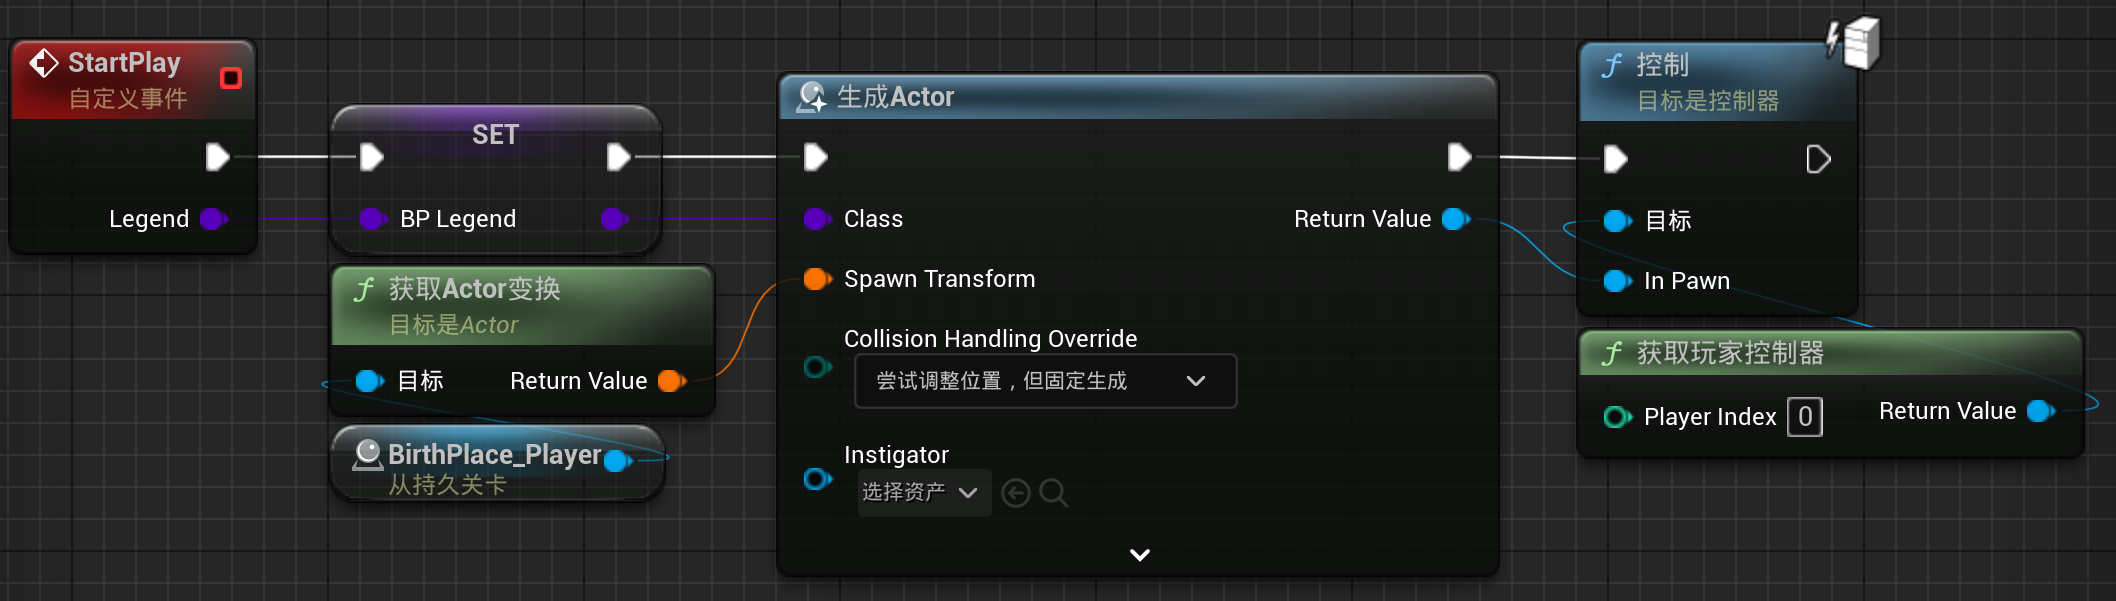 StartPlay
自定义事件
Legend
SET
BP Legend
获取Actor变换
目标是Actor
目标
Return Value
BirthPlace_Player
从持久关卡
生成Actor
Class
Return Value
Spawn Transform
Collision Handling Override
尝试调整位置，但固定生成
Instigator
选择资产
控制
目标是控制器
目标
In Pawn
获取玩家控制器
Player Index 0
Return Value